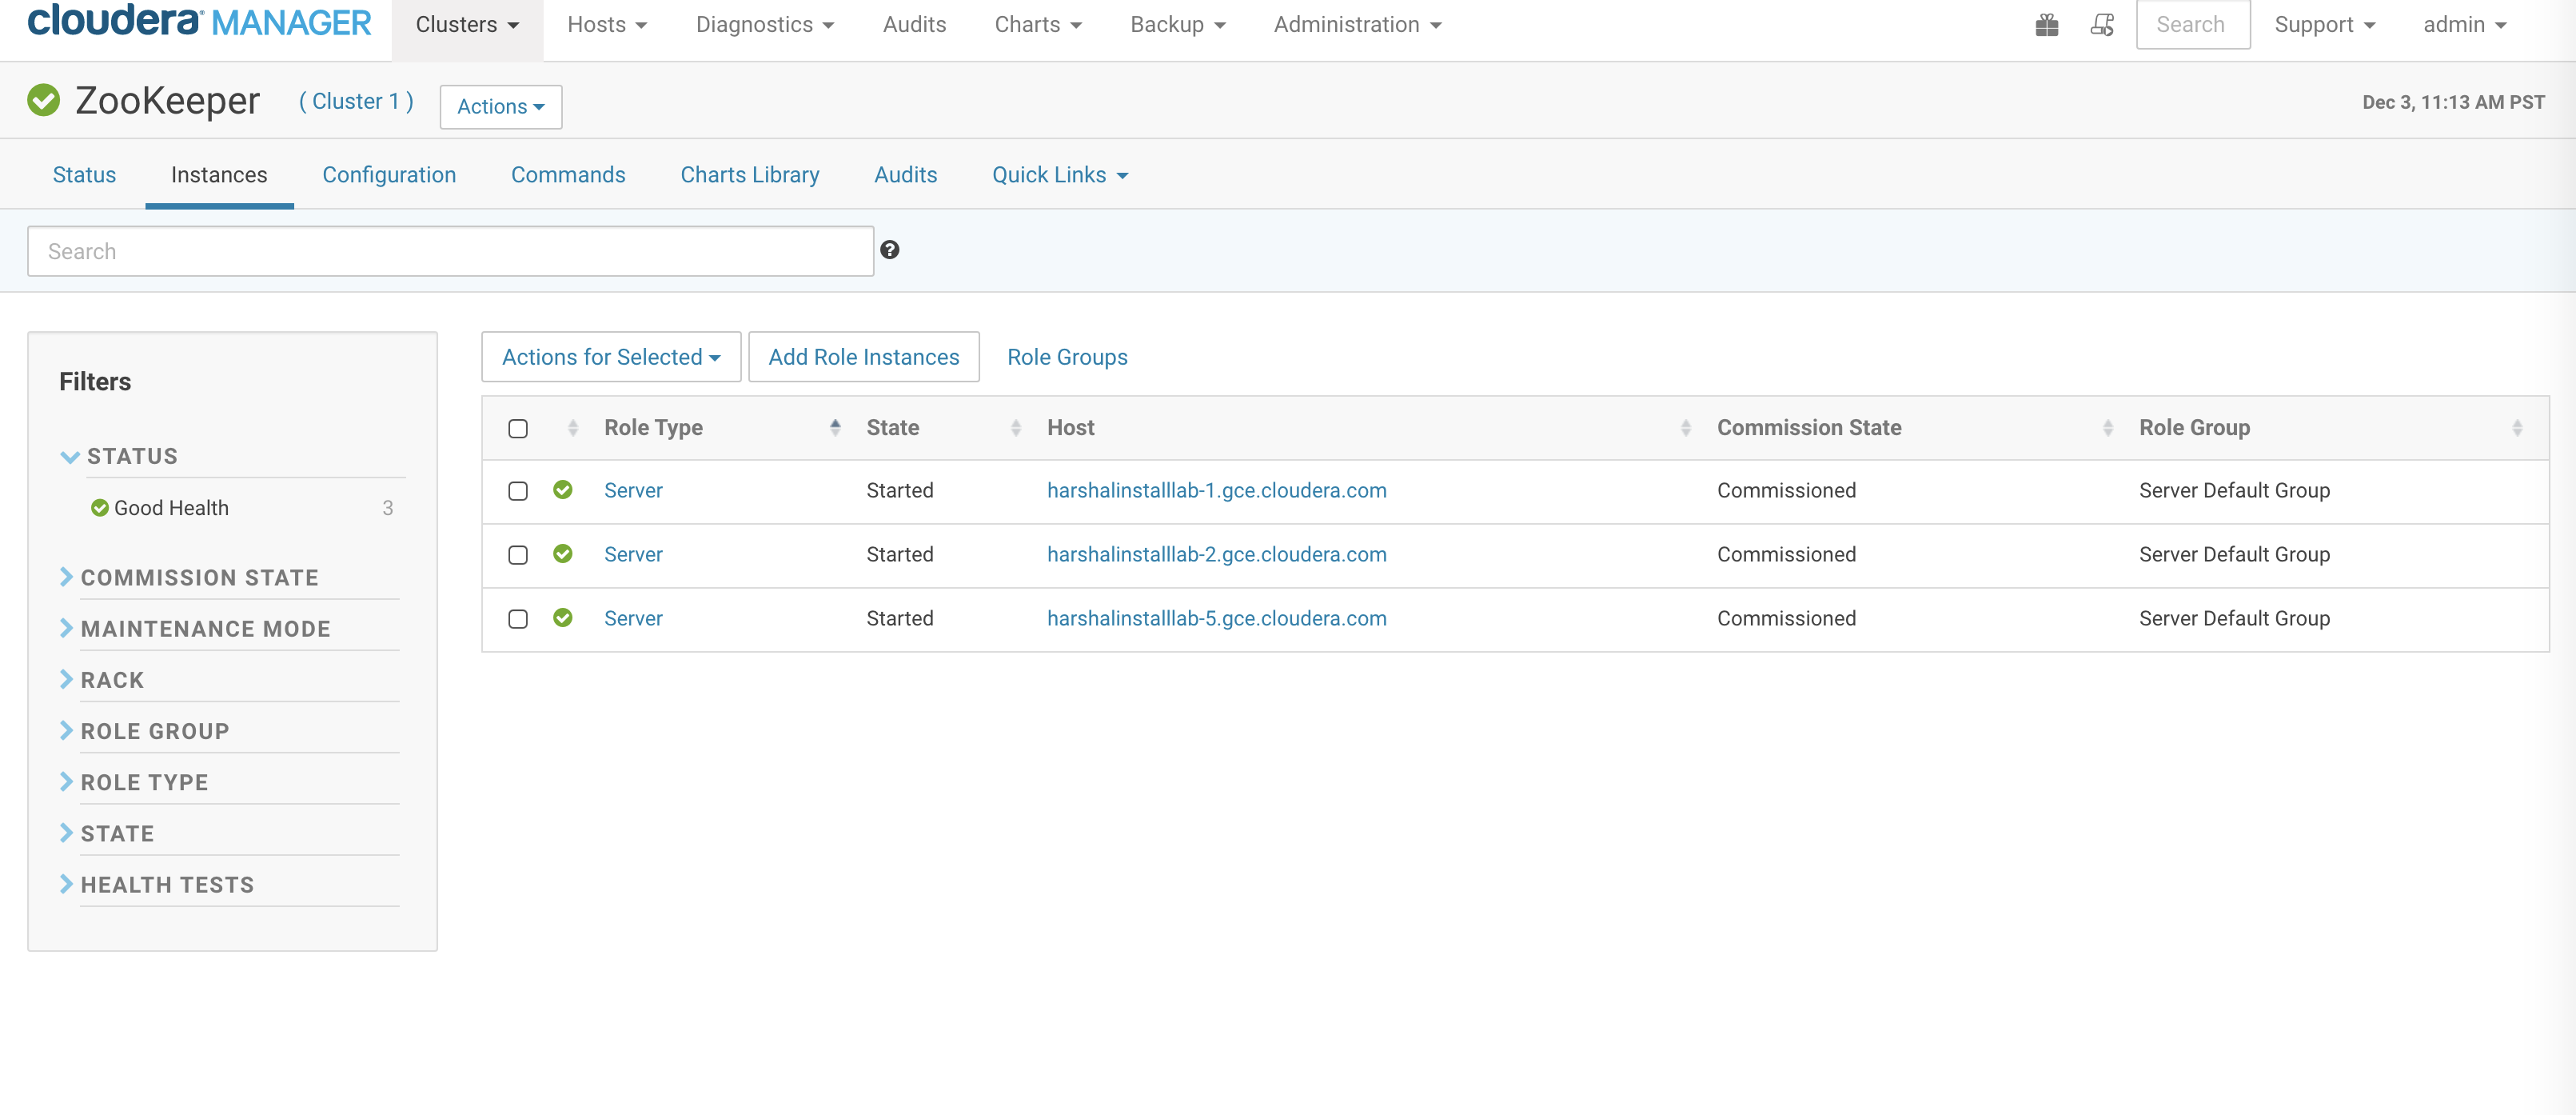 cloudera MANAGER Clusters Hosts Diagnostics Audits Charts Backup Administration Search Support admin
ZooKeeper ( Cluster 1 ) Actions Dec 3, 11:13 AM PST
Status Instances Configuration Commands Charts Library Audits Quick Links
Search ?
Actions for Selected Add Role Instances Role Groups
Filters
STATUS
Good Health 3
COMMISSION STATE
MAINTENANCE MODE
RACK
ROLE GROUP
ROLE TYPE
STATE
HEALTH TESTS
Role Type State Host Commission State Role Group
Server Started harshalinstalllab-1.gce.cloudera.com Commissioned Server Default Group
Server Started harshalinstalllab-2.gce.cloudera.com Commissioned Server Default Group
Server Started harshalinstalllab-5.gce.cloudera.com Commissioned Server Default Group